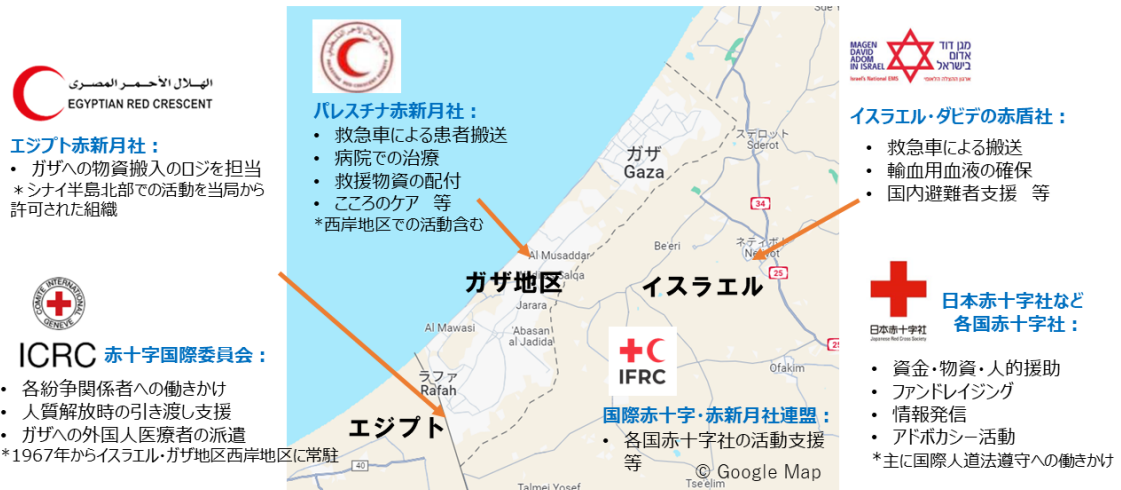 الهلال الأحمر المصرى
EGYPTIAN RED CRESCENT
エジプト赤新月社:
• ガザへの物資搬入のロジを担当
*シナイ半島北部での活動を当局から
許可された組織
COMITE INTERNATIONAL GENEVE
ICRC 赤十字国際委員会:
• 各紛争関係者への働きかけ
• 人質解放時の引き渡し支援
• ガザへの外国人医療者の派遣
*1967年からイスラエル・ガザ地区西岸地区に常駐
パレスチナ赤新月社:
• 救急車による患者搬送
• 病院での治療
• 救援物資の配付
• こころのケア 等
*西岸地区での活動含む
ガザ
Gaza
スデロット
Sderot
34
Be'eri
ネティボト
25
Al Musaddar
ガザ地区
イスラエル
Jarara
Al Mawasi
'Abasan
al Jadida
ラファ
Rafah
エジプト
40
Ofakim
IFRC
国際赤十字・赤新月社連盟:
• 各国赤十字社の活動支援
等
© Google Map
Talmei Yosef
Tse'elim
MAGEN
DAVID
ADOM
IN ISRAEL
Israel's National EMS
מגן דוד
אדום
בישראל
ארגון ההצלה הלאומי
イスラエル・ダビデの赤盾社:
• 救急車による搬送
• 輸血用血液の確保
• 国内避難者支援 等
日本赤十字社
Japanese Red Cross Society
日本赤十字社など
各国赤十字社:
• 資金・物資・人的援助
• ファンドレイジング
• 情報発信
• アドボカシー活動
*主に国際人道法遵守への働きかけ